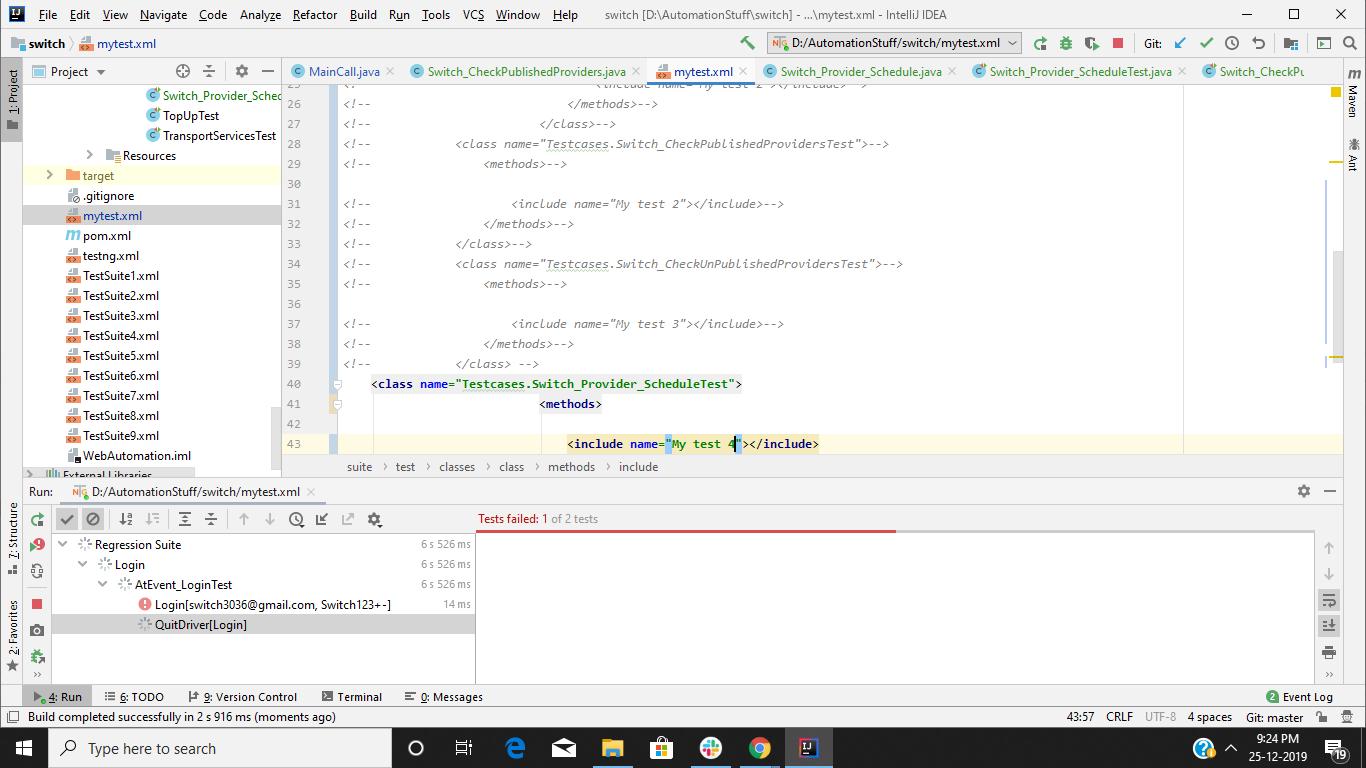 File Edit View Navigate Code Analyze Refactor Build Run Tools VCS Window Help switch [D:\AutomationStuff\switch] - ...\mytest.xml - IntelliJ IDEA
switch mytest.xml D:/AutomationStuff/switch/mytest.xml Git:
Project MainCall.java Switch_CheckPublishedProviders.java mytest.xml Switch_Provider_Schedule.java Switch_Provider_ScheduleTest.java Switch_CheckPu
1: Project
Switch_Provider_Sched
TopUpTest
TransportServicesTest
Resources
target
.gitignore
mytest.xml
pom.xml
testng.xml
TestSuite1.xml
TestSuite2.xml
TestSuite3.xml
TestSuite4.xml
TestSuite5.xml
TestSuite6.xml
TestSuite7.xml
TestSuite8.xml
TestSuite9.xml
WebAutomation.iml
External Libraries
25 <!-- <include name="My test 2"></include>-->
26 <!-- </methods>-->
27 <!-- </class>-->
28 <!-- <class name="Testcases.Switch_CheckPublishedProvidersTest">-->
29 <!-- <methods>-->
30
31 <!-- <include name="My test 2"></include>-->
32 <!-- </methods>-->
33 <!-- </class>-->
34 <!-- <class name="Testcases.Switch_CheckUnPublishedProvidersTest">-->
35 <!-- <methods>-->
36
37 <!-- <include name="My test 3"></include>-->
38 <!-- </methods>-->
39 <!-- </class> -->
40 <class name="Testcases.Switch_Provider_ScheduleTest">
41 <methods>
42
43 <include name="My test 4"></include>
suite test classes class methods include
Maven
Ant
Run: D:/AutomationStuff/switch/mytest.xml
Tests failed: 1 of 2 tests
Regression Suite 6 s 526 ms
Login 6 s 526 ms
AtEvent_LoginTest 6 s 526 ms
Login[switch3036@gmail.com, Switch123+-] 14 ms
QuitDriver[Login]
7: Structure
2: Favorites
4: Run 6: TODO 9: Version Control Terminal 0: Messages 2 Event Log
Build completed successfully in 2 s 916 ms (moments ago) 43:57 CRLF UTF-8 4 spaces Git: master
Type here to search
9:24 PM
25-12-2019
19